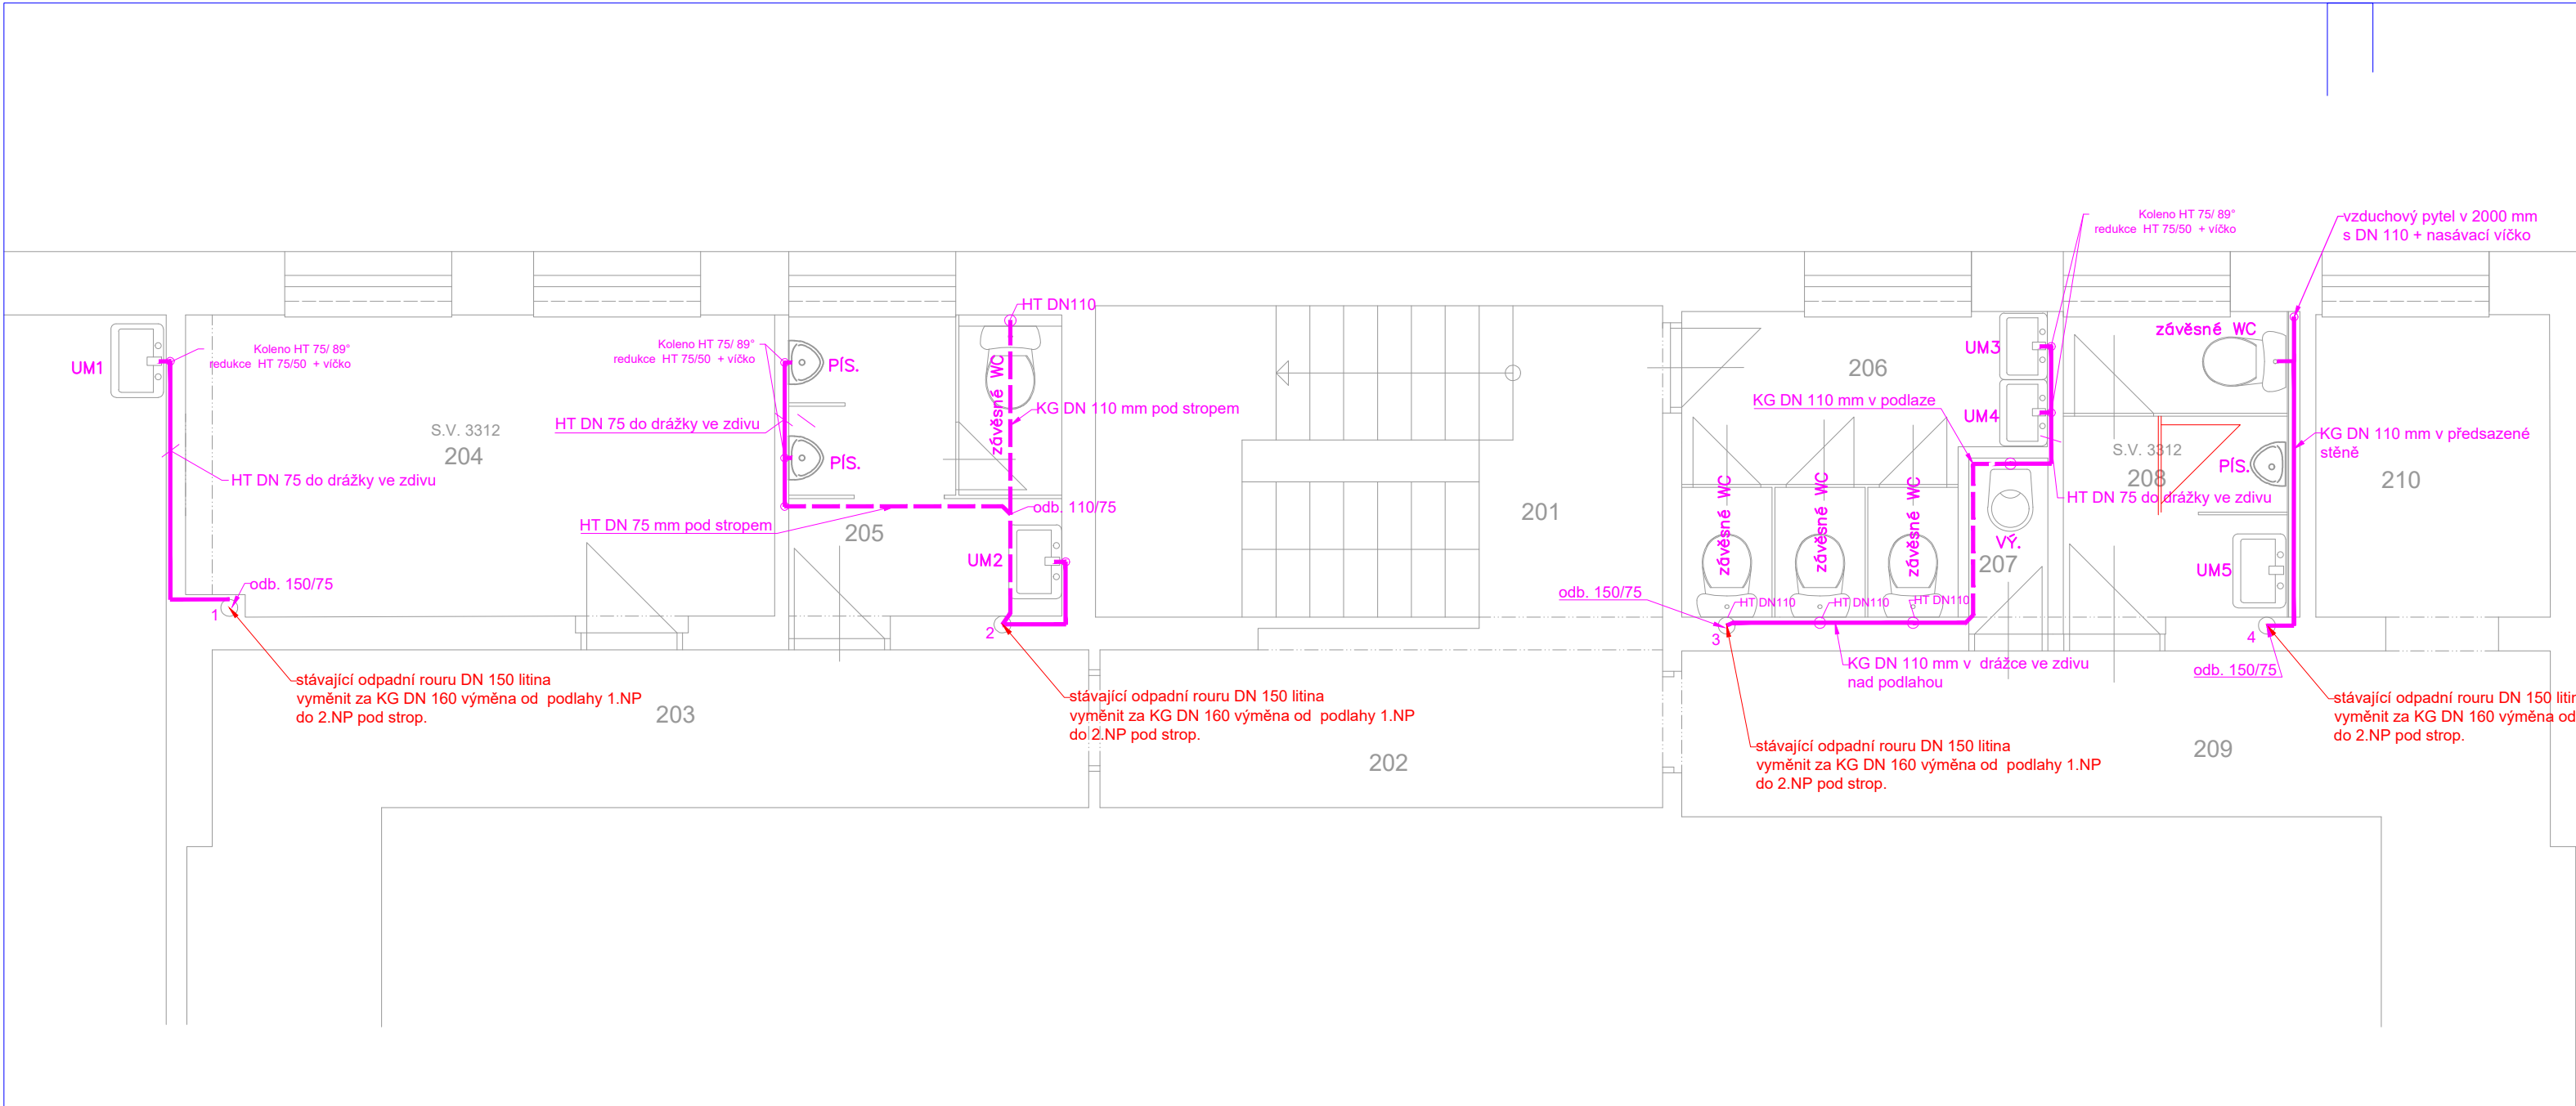 Koleno HT 75/ 89°
redukce HT 75/50 + víčko
vzduchový pytel v 2000 mm
s DN 110 + nasávací víčko
HT DN110
UM1
Koleno HT 75/ 89°
redukce HT 75/50 + víčko
Koleno HT 75/ 89°
redukce HT 75/50 + víčko
PÍS.
závěsné WC
KG DN 110 mm pod stropem
HT DN 75 do drážky ve zdivu
S.V. 3312
204
PÍS.
HT DN 75 do drážky ve zdivu
HT DN 75 mm pod stropem
205
odb. 110/75
UM2
odb. 150/75
1
2
201
206
UM3
UM4
KG DN 110 mm v podlaze
závěsné WC
závěsné WC
závěsné WC
závěsné WC
KG DN 110 mm v předsazené
stěně
S.V. 3312
208
PÍS.
210
HT DN 75 do drážky ve zdivu
VÝ.
207
UM5
odb. 150/75
HT DN110
HT DN110
HT DN110
3
4
KG DN 110 mm v drážce ve zdivu
nad podlahou
odb. 150/75
stávající odpadní rouru DN 150 litina
vyměnit za KG DN 160 výměna od podlahy 1.NP
do 2.NP pod strop.
203
stávající odpadní rouru DN 150 litina
vyměnit za KG DN 160 výměna od podlahy 1.NP
do 2.NP pod strop.
202
stávající odpadní rouru DN 150 litina
vyměnit za KG DN 160 výměna od podlahy 1.NP
do 2.NP pod strop.
209
stávající odpadní rouru DN 150
vyměnit za KG DN 160 výměna od
do 2.NP pod strop.